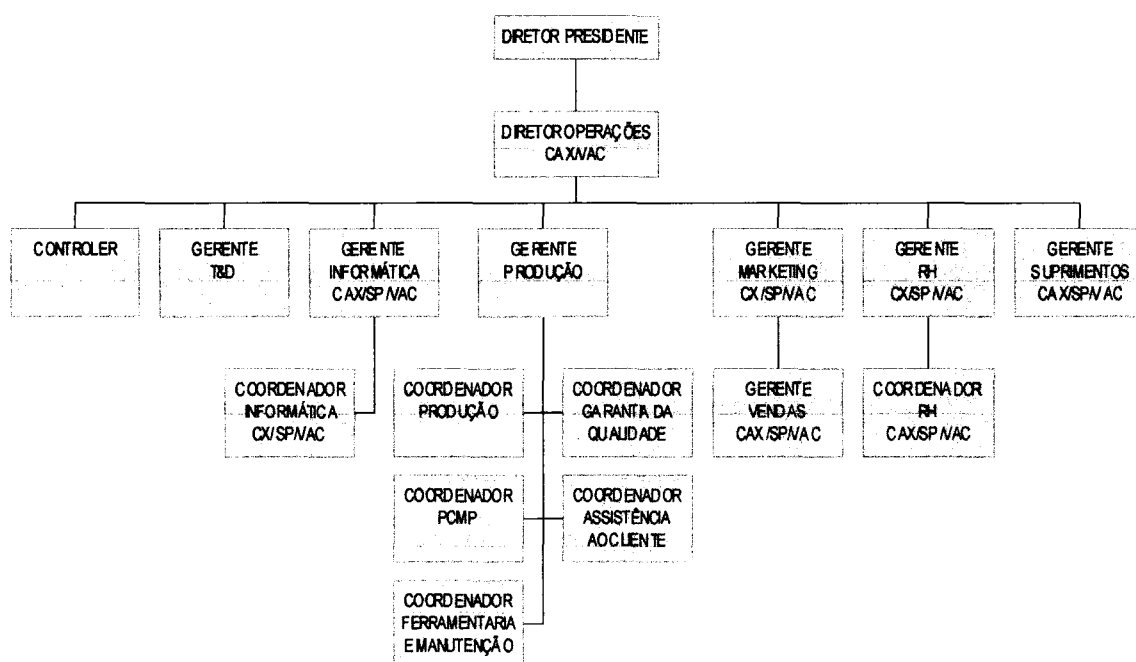 DIRETOR PRESIDENTE
DIRETOR OPERAÇÕES
CAX/VAC
CONTROLER
GERENTE
T&D
GERENTE
INFORMÁTICA
CAX/SP/VAC
GERENTE
PRODUÇÃO
GERENTE
MARKETING
CX/SP/VAC
GERENTE
RH
CX/SP/VAC
GERENTE
SUPRIMENTOS
CAX/SP/VAC
COORDENADOR
INFORMÁTICA
CX/SP/VAC
COORDENADOR
PRODUÇÃO
COORDENADOR
GARANTIA DA
QUALIDADE
GERENTE
VENDAS
CAX/SP/VAC
COORDENADOR
RH
CAX/SP/VAC
COORDENADOR
PCMP
COORDENADOR
ASSISTÊNCIA
AO CLIENTE
COORDENADOR
FERRAMENTARIA
E MANUTENÇÃO